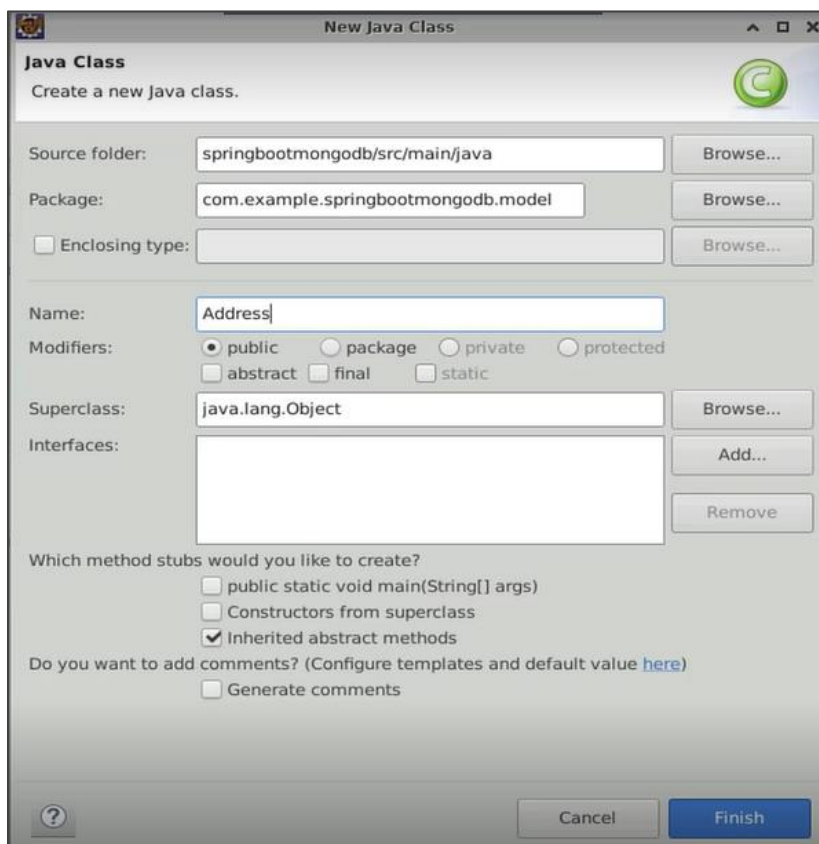 New Java Class
Java Class
Create a new Java class.
Source folder: springbootmongodb/src/main/java Browse...
Package: com.example.springbootmongodb.model Browse...
Enclosing type: Browse...
Name: Address
Modifiers: public package private protected
abstract final static
Superclass: java.lang.Object Browse...
Interfaces: Add...
Remove
Which method stubs would you like to create?
public static void main(String[] args)
Constructors from superclass
Inherited abstract methods
Do you want to add comments? (Configure templates and default value here)
Generate comments
? Cancel Finish